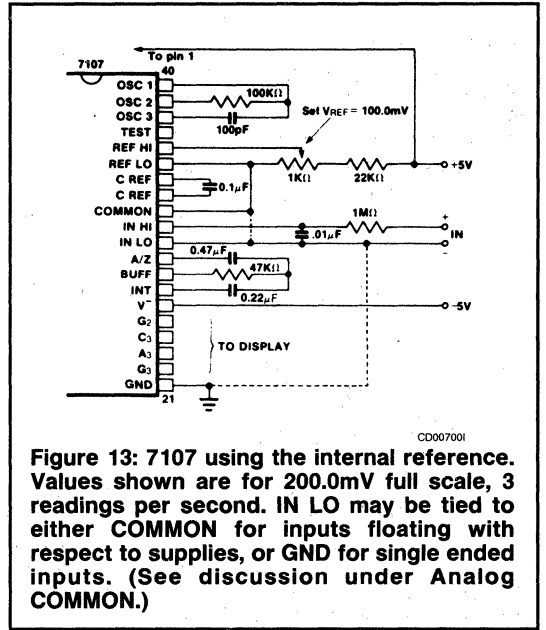 To pin 1
7107
40
OSC 1
OSC 2
100KΩ
OSC 3
100pF
Set VREF = 100.0mV
TEST
REF HI
REF LO
1KΩ
22KΩ
+5V
C REF
0.1μF
C REF
COMMON
1MΩ
+
IN HI
.01μF
IN
IN LO
−
A/Z
0.47μF
BUFF
47KΩ
INT
0.22μF
V−
−5V
G2
C3
TO DISPLAY
A3
G3
GND
21
CD00700I
Figure 13: 7107 using the internal reference.
Values shown are for 200.0mV full scale, 3
readings per second. IN LO may be tied to
either COMMON for inputs floating with
respect to supplies, or GND for single ended
inputs. (See discussion under Analog
COMMON.)